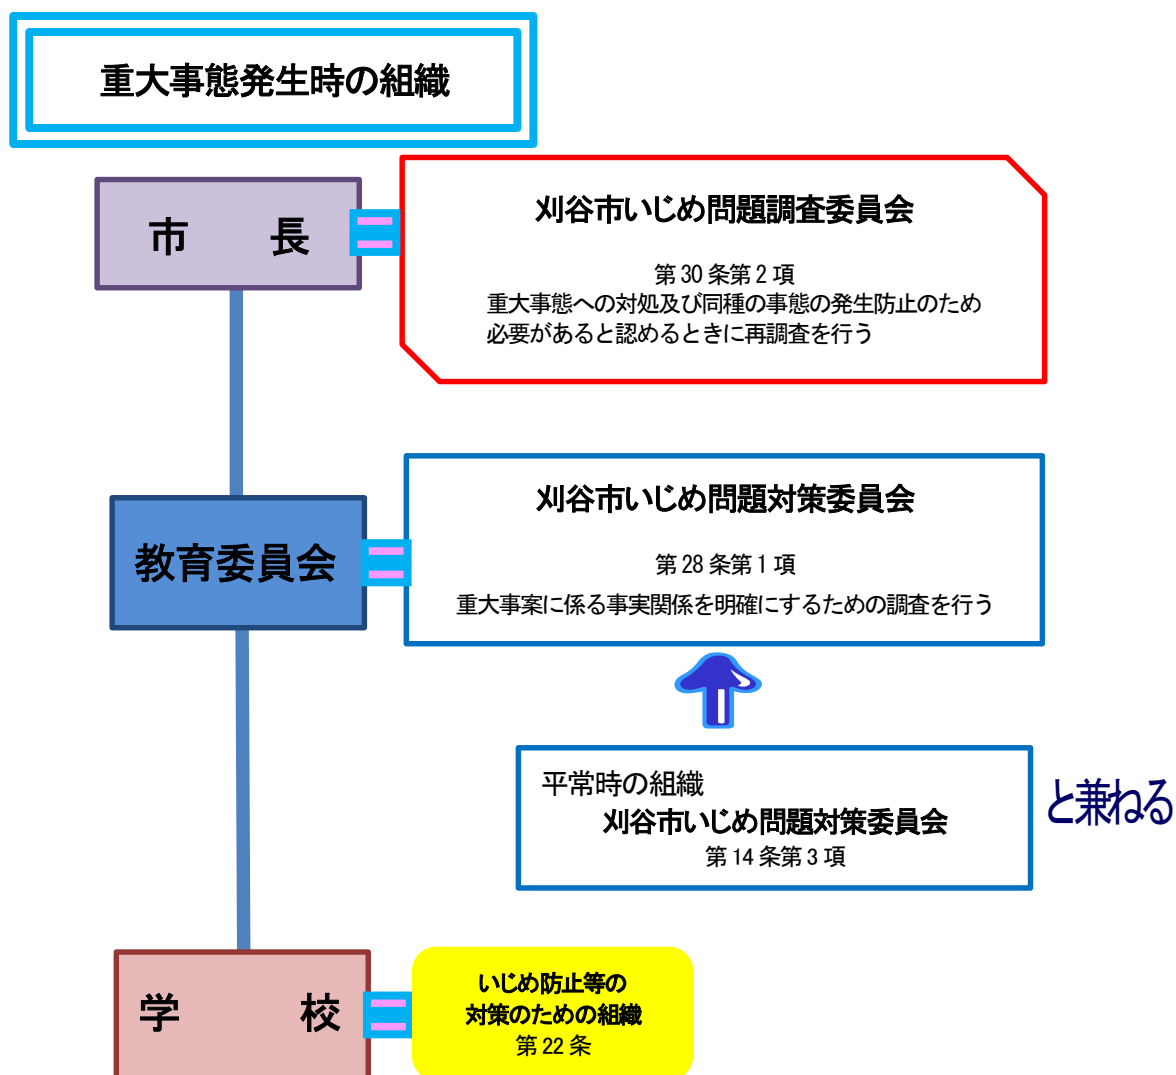 重大事態発生時の組織
市　長
刈谷市いじめ問題調査委員会
第30条第2項
重大事態への対処及び同種の事態の発生防止のため
必要があると認めるときに再調査を行う
教育委員会
刈谷市いじめ問題対策委員会
第28条第1項
重大事案に係る事実関係を明確にするための調査を行う
平常時の組織
刈谷市いじめ問題対策委員会
第14条第3項
と兼ねる
学　校
いじめ防止等の
対策のための組織
第22条